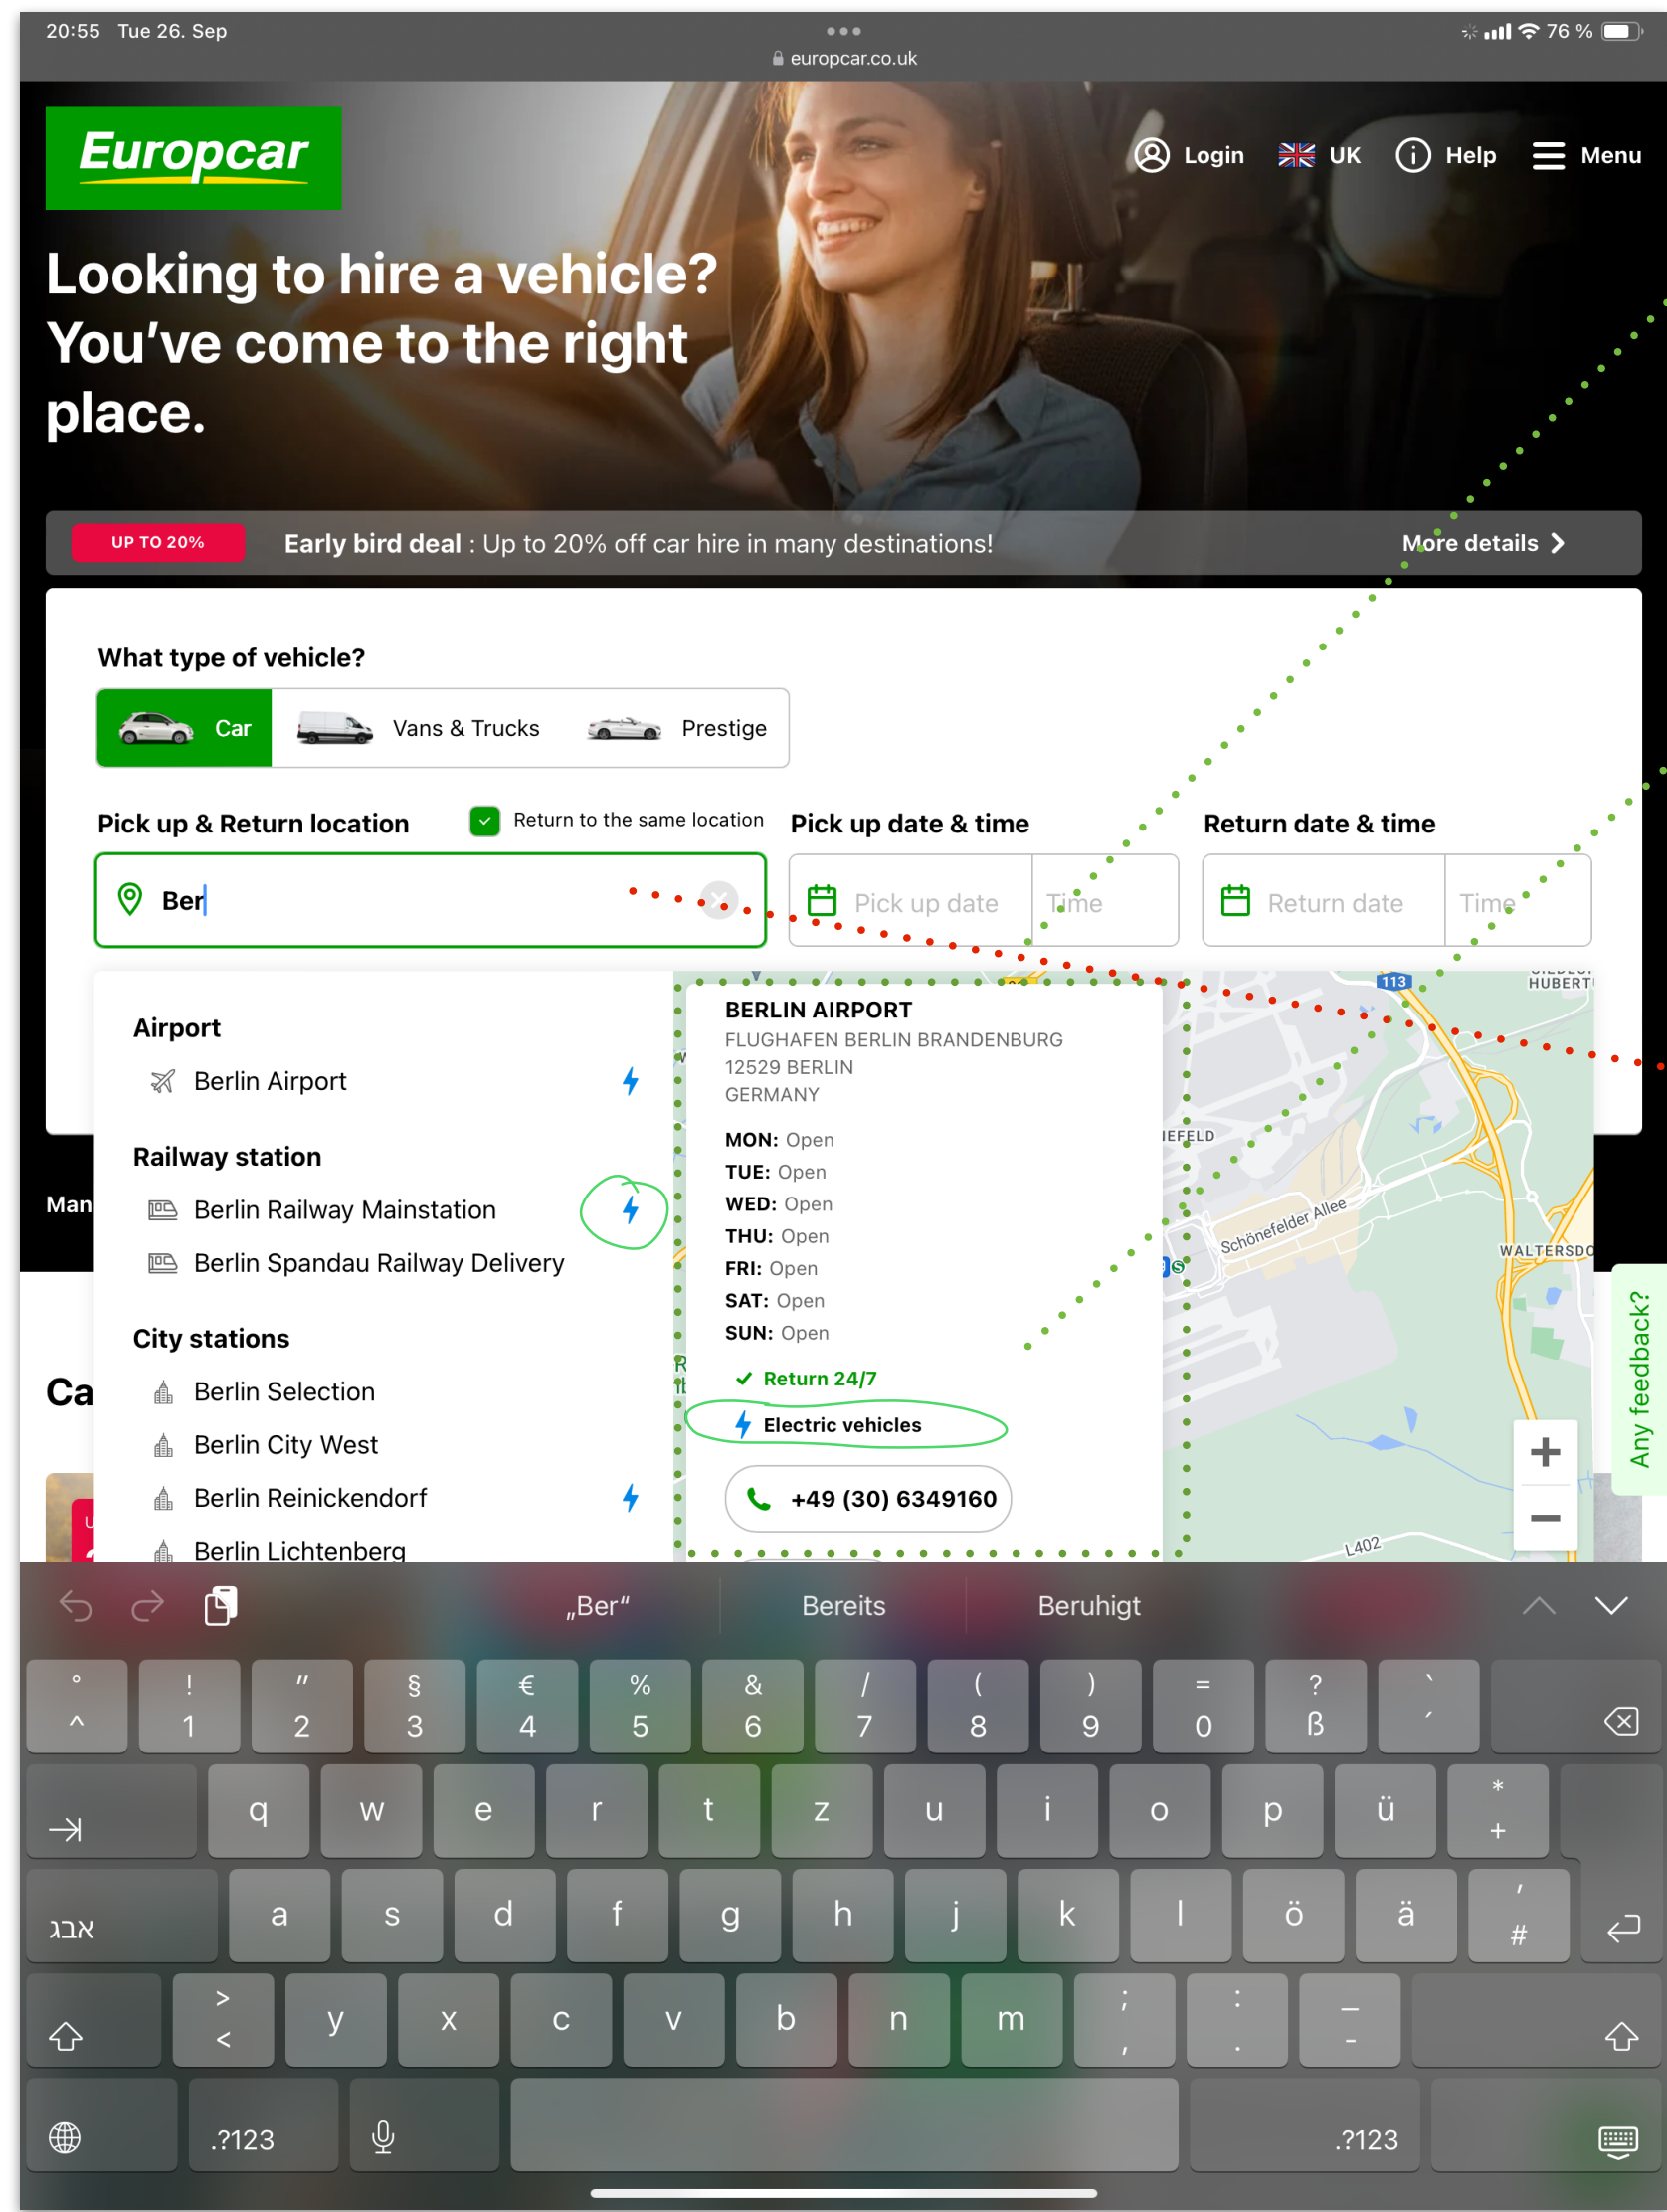 20:55 Tue 26. Sep
76 %
europcar.co.uk
Europcar
Login
UK
Help
Menu
Looking to hire a vehicle?
You've come to the right
place.
UP TO 20%
Early bird deal : Up to 20% off car hire in many destinations!
More details
What type of vehicle?
Car
Vans & Trucks
Prestige
Pick up & Return location
Return to the same location
Pick up date & time
Return date & time
Ber
Pick up date
Time
Return date
Time
Airport
Berlin Airport
Railway station
Berlin Railway Mainstation
Berlin Spandau Railway Delivery
City stations
Berlin Selection
Berlin City West
Berlin Reinickendorf
Berlin Lichtenberg
BERLIN AIRPORT
FLUGHAFEN BERLIN BRANDENBURG
12529 BERLIN
GERMANY
MON: Open
TUE: Open
WED: Open
THU: Open
FRI: Open
SAT: Open
SUN: Open
Return 24/7
Electric vehicles
+49 (30) 6349160
113
HUBERT
IEFELD
Schönefelder Allee
WALTERSDO
S
L402
+
−
Any feedback?
Man
Ca
„Ber“
Bereits
Beruhigt
° ! " § € % & / ( ) = ? `
^ 1 2 3 4 5 6 7 8 9 0 ß ´
q w e r t z u i o p ü * +
אבג a s d f g h j k l ö ä ' #
> < y x c v b n m ; , : . _ -
.?123
.?123